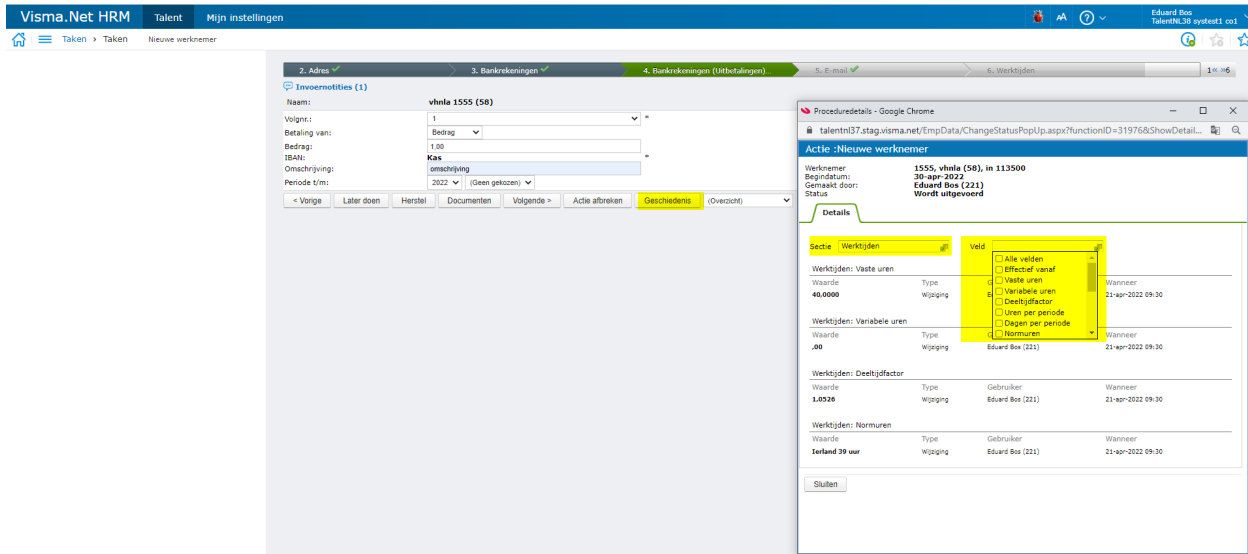 Visma.Net HRM Talent Mijn instellingen
AA ? Eduard Bos
TalentNL38 systest1 co1
Taken › Taken Nieuwe werknemer
2. Adres 3. Bankrekeningen 4. Bankrekeningen (Uitbetalingen)... 5. E-mail 6. Werktijden 1« »6
Invoernotities (1)
Naam: vhnla 1555 (58)
Volgnr.: 1 *
Betaling van: Bedrag
Bedrag: 1,00
IBAN: Kas *
Omschrijving: omschrijving
Periode t/m: 2022 (Geen gekozen)
< Vorige Later doen Herstel Documenten Volgende > Actie afbreken Geschiedenis (Overzicht)
Proceduredetails - Google Chrome
talentnl37.stag.visma.net/EmpData/ChangeStatusPopUp.aspx?functionID=31976&ShowDetail...
Actie :Nieuwe werknemer
Werknemer 1555, vhnla (58), in 113500
Begindatum: 30-apr-2022
Gemaakt door: Eduard Bos (221)
Status Wordt uitgevoerd
Details
Sectie Werktijden Veld
Alle velden
Effectief vanaf
Vaste uren
Variabele uren
Deeltijdfactor
Uren per periode
Dagen per periode
Normuren
Werktijden: Vaste uren
Waarde Type Wanneer
40,0000 Wijziging 21-apr-2022 09:30
Werktijden: Variabele uren
Waarde Type Wanneer
,00 Wijziging Eduard Bos (221) 21-apr-2022 09:30
Werktijden: Deeltijdfactor
Waarde Type Gebruiker Wanneer
1,0526 Wijziging Eduard Bos (221) 21-apr-2022 09:30
Werktijden: Normuren
Waarde Type Gebruiker Wanneer
Ierland 39 uur Wijziging Eduard Bos (221) 21-apr-2022 09:30
Sluiten